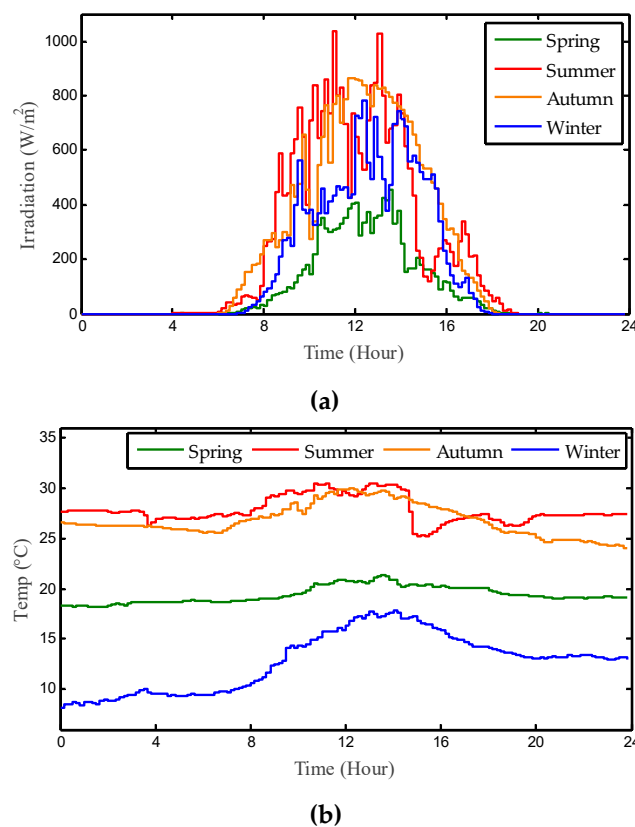 1000
800
600
400
200
0
Irradiation (W/m²)
Spring
Summer
Autumn
Winter
0 4 8 12 16 20 24
Time (Hour)
(a)
35
30
25
20
15
10
Temp (°C)
Spring Summer Autumn Winter
0 4 8 12 16 20 24
Time (Hour)
(b)